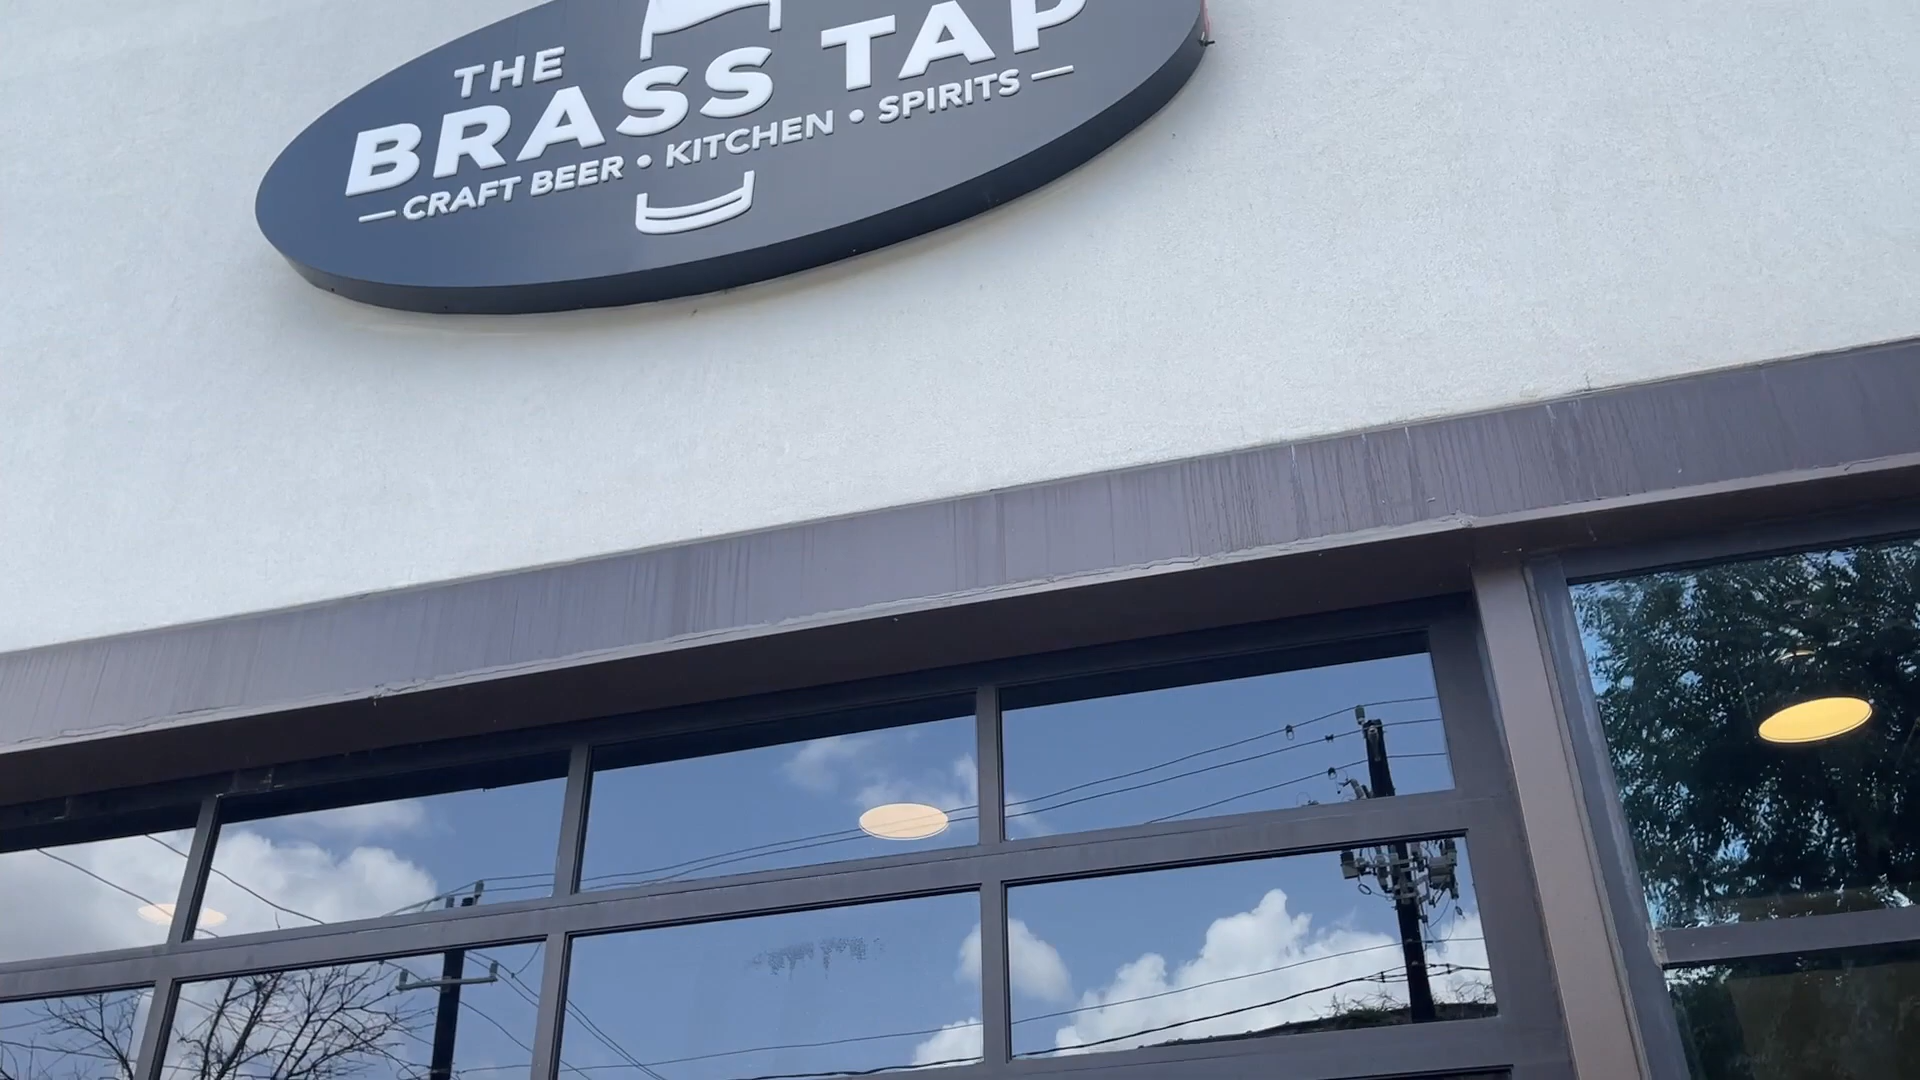 THE
BRASS TAP
CRAFT BEER • KITCHEN • SPIRITS